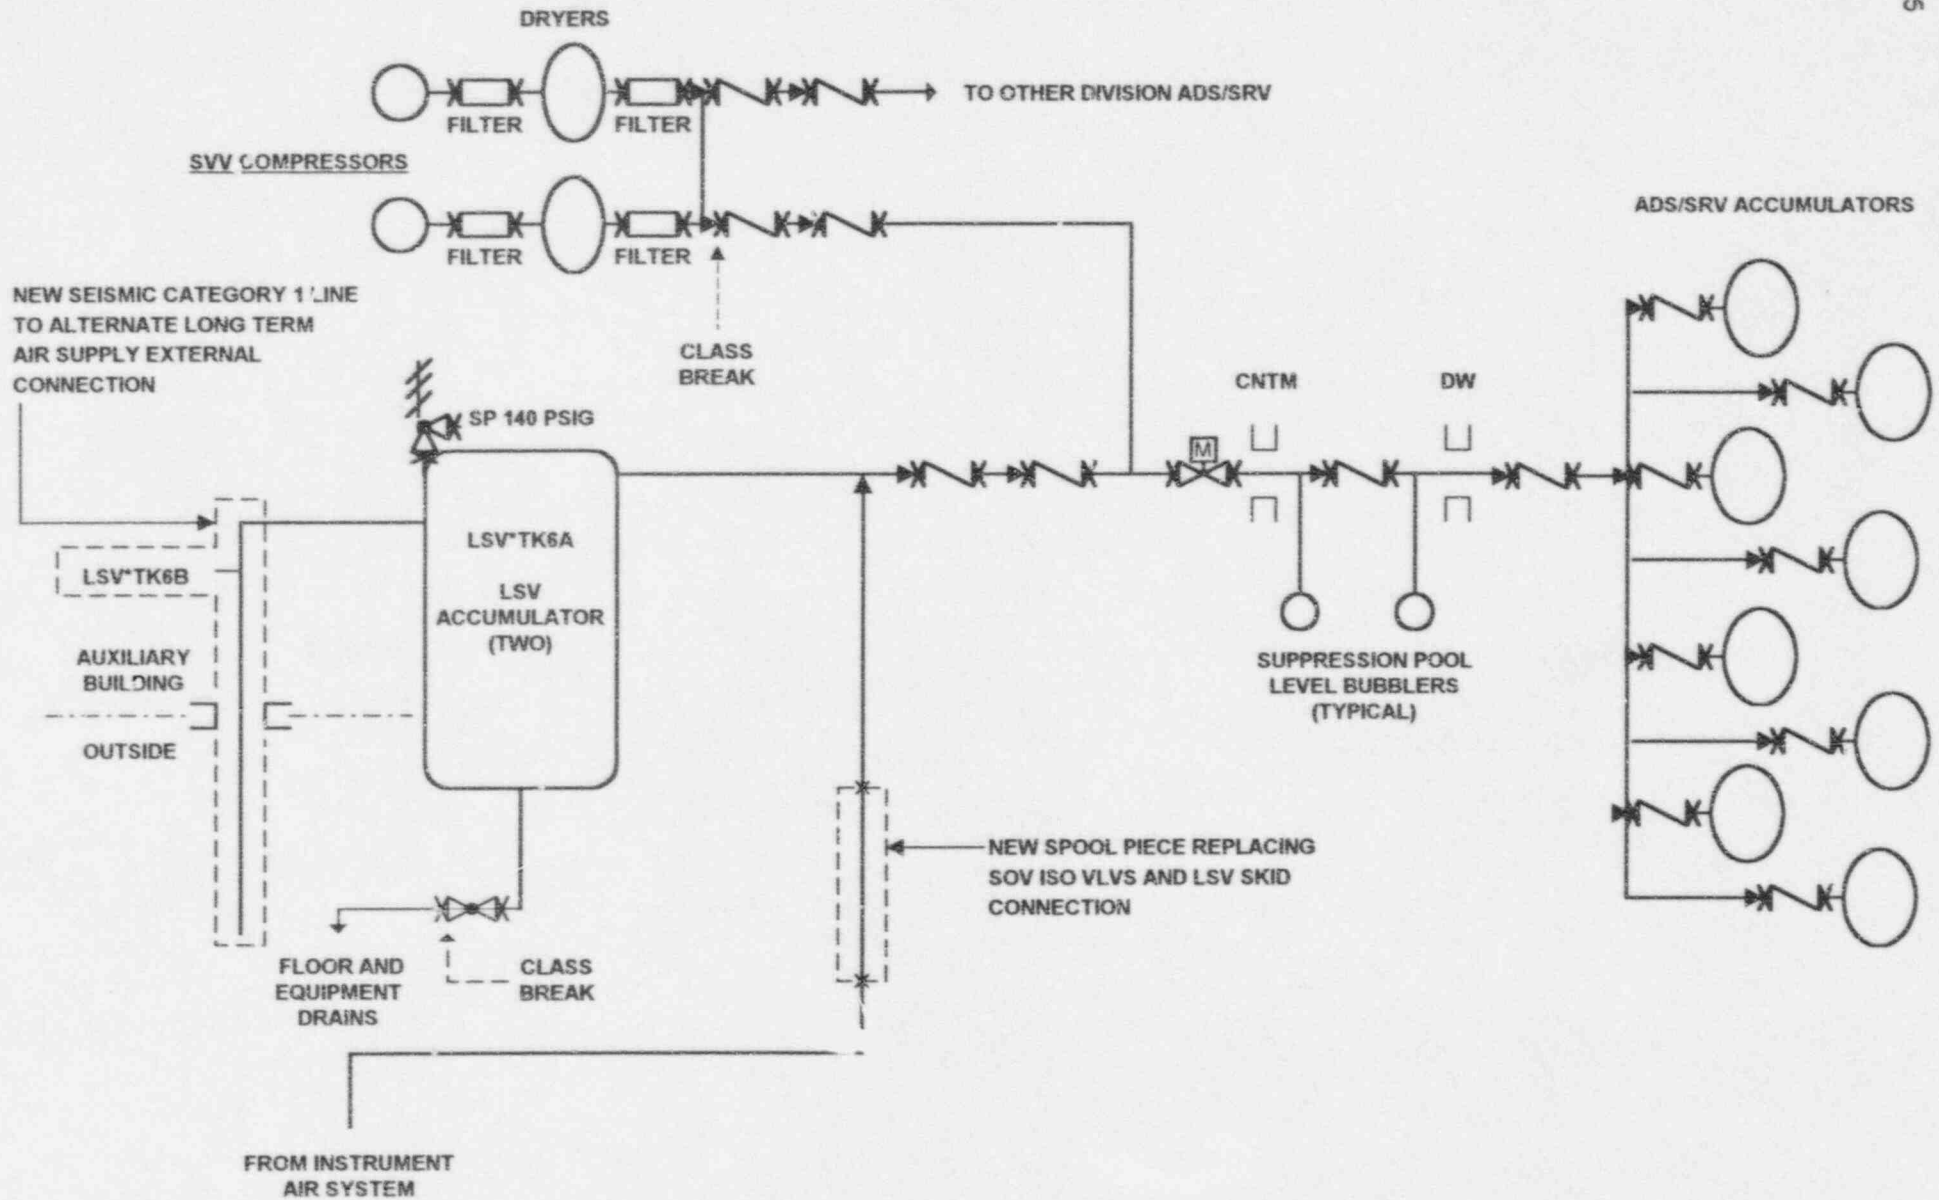 5
DRYERS
TO OTHER DIVISION ADS/SRV
FILTER
FILTER
SVV COMPRESSORS
ADS/SRV ACCUMULATORS
FILTER
FILTER
NEW SEISMIC CATEGORY 1 LINE
TO ALTERNATE LONG TERM
AIR SUPPLY EXTERNAL
CONNECTION
CLASS
BREAK
CNTM
DW
SP 140 PSIG
M
LSV*TK6A
LSV
ACCUMULATOR
(TWO)
LSV*TK6B
AUXILIARY
BUILDING
OUTSIDE
SUPPRESSION POOL
LEVEL BUBBLERS
(TYPICAL)
NEW SPOOL PIECE REPLACING
SOV ISO VLVS AND LSV SKID
CONNECTION
FLOOR AND
EQUIPMENT
DRAINS
CLASS
BREAK
FROM INSTRUMENT
AIR SYSTEM